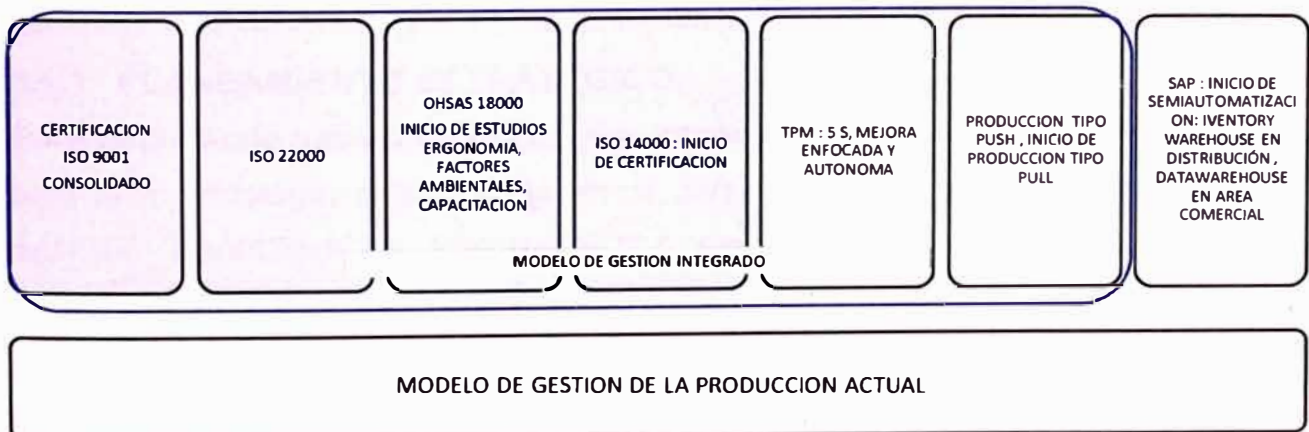 CERTIFICACION
ISO 9001
CONSOLIDADO
ISO 22000
OHSAS 18000
INICIO DE ESTUDIOS
ERGONOMIA,
FACTORES
AMBIENTALES,
CAPACITACION
ISO 14000 : INICIO
DE CERTIFICACION
TPM : 5 S, MEJORA
ENFOCADA Y
AUTONOMA
PRODUCCION TIPO
PUSH , INICIO DE
PRODUCCION TIPO
PULL
SAP : INICIO DE
SEMIAUTOMATIZACI
ON: IVENTORY
WAREHOUSE EN
DISTRIBUCIÓN ,
DATAWAREHOUSE
EN AREA
COMERCIAL
MODELO DE GESTION INTEGRADO
MODELO DE GESTION DE LA PRODUCCION ACTUAL